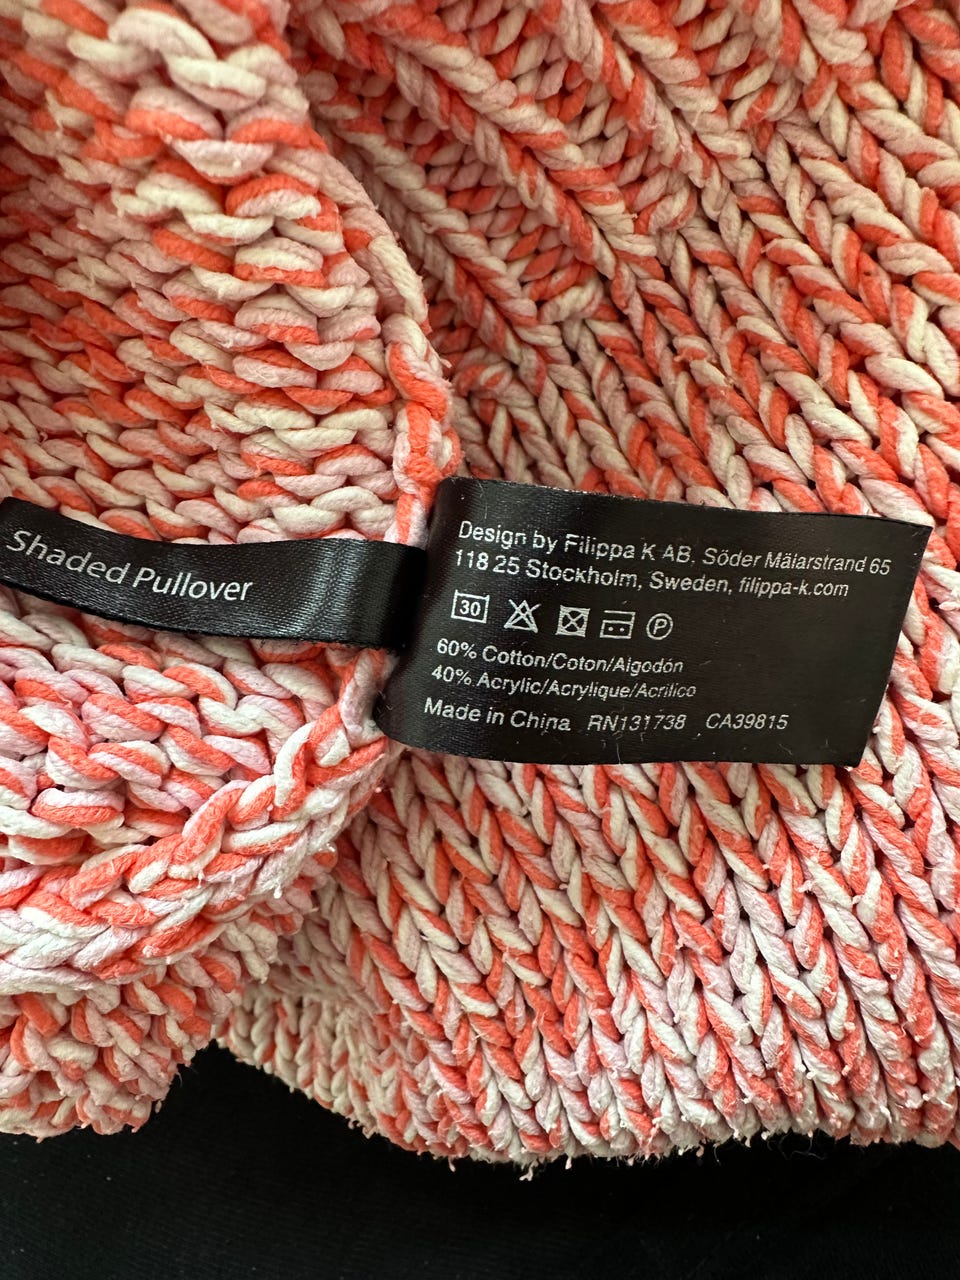 Shaded Pullover
Design by Filippa K AB, Söder Mälarstrand 65
118 25 Stockholm, Sweden, filippa-k.com
30 P
60% Cotton/Coton/Algodón
40% Acrylic/Acrylique/Acrílico
Made in China RN131738 CA39815